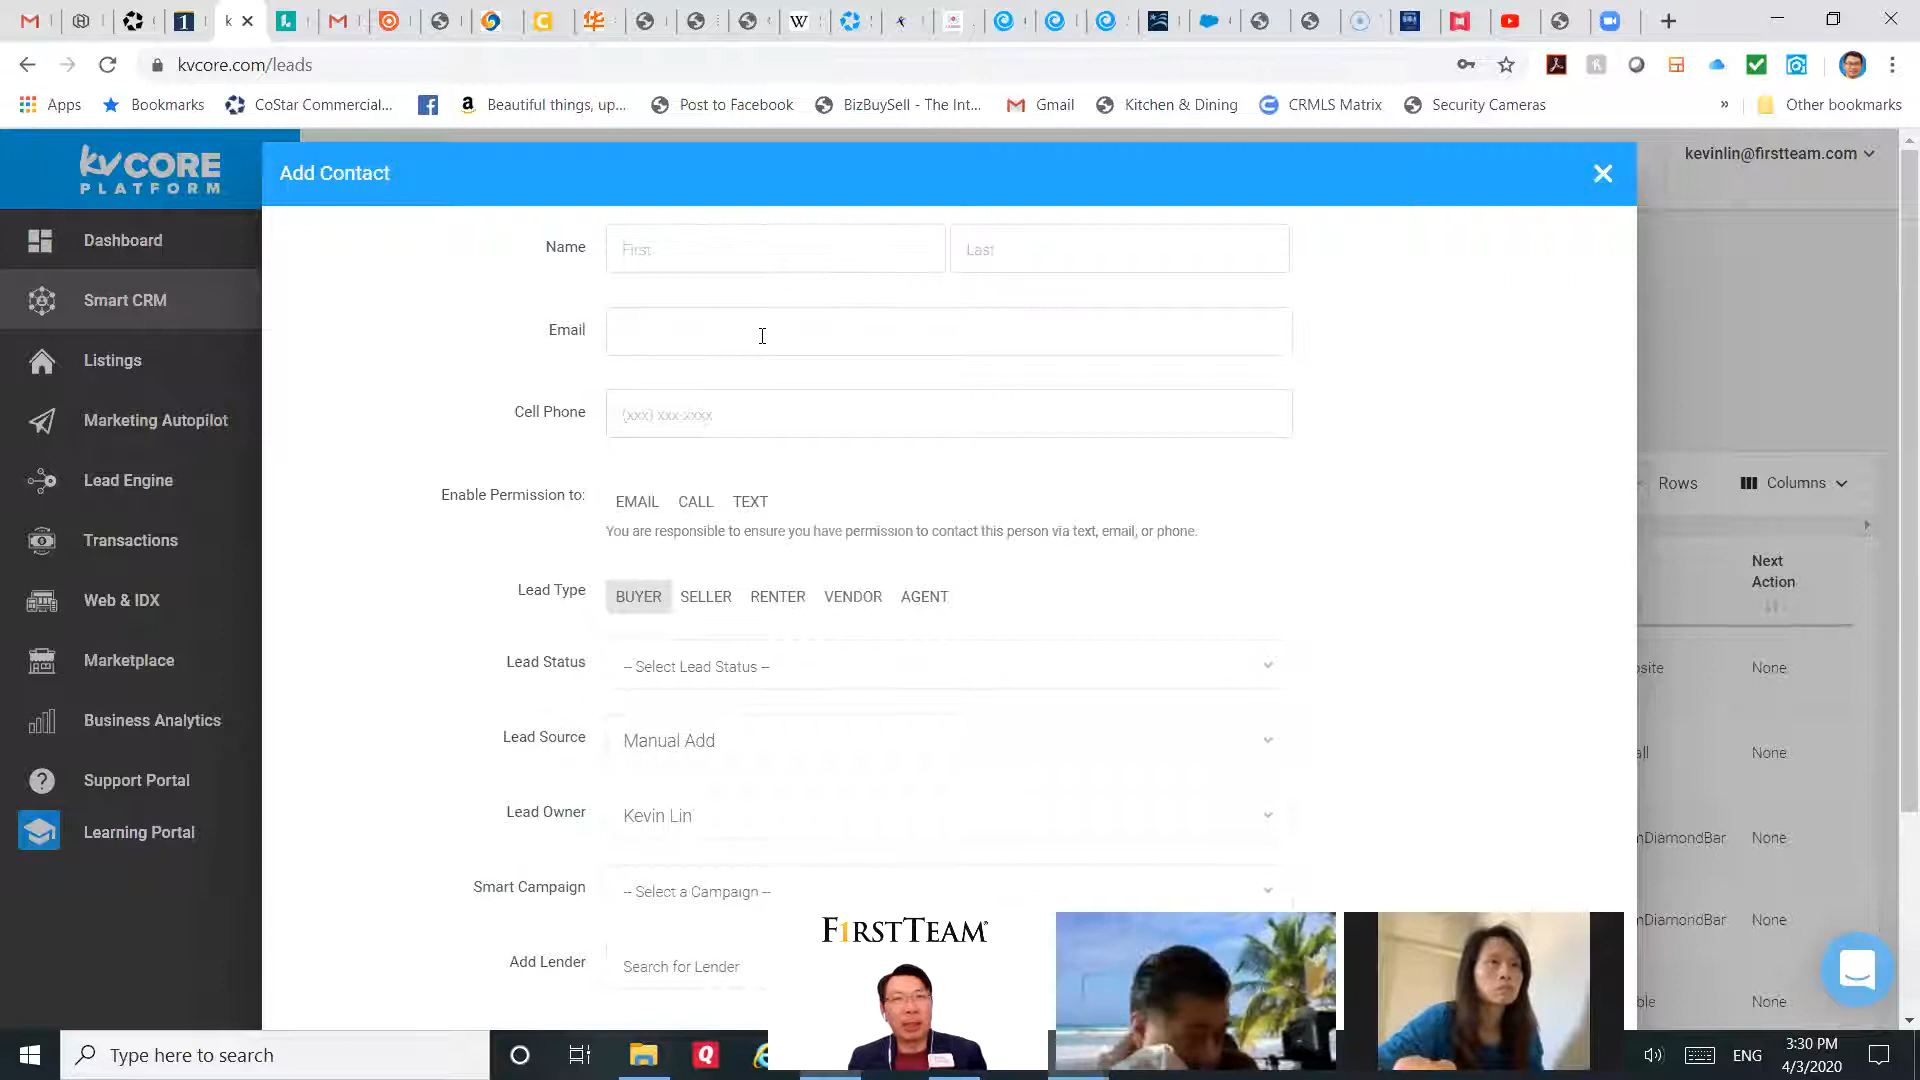 kvcore.com/leads
Apps
Bookmarks
CoStar Commercial...
Beautiful things, up...
Post to Facebook
BizBuySell - The Int...
Gmail
Kitchen & Dining
CRMLS Matrix
Security Cameras
»
Other bookmarks
kvCORE
PLATFORM
Add Contact
kevinlin@firstteam.com
Dashboard
Smart CRM
Listings
Marketing Autopilot
Lead Engine
Transactions
Web & IDX
Marketplace
Business Analytics
Support Portal
Learning Portal
Name
First
Last
Email
Cell Phone
(xxx) xxx-xxxx
Enable Permission to:
EMAIL CALL TEXT
You are responsible to ensure you have permission to contact this person via text, email, or phone.
Lead Type
BUYER SELLER RENTER VENDOR AGENT
Lead Status
-- Select Lead Status --
Lead Source
Manual Add
Lead Owner
Kevin Lin
Smart Campaign
-- Select a Campaign --
Add Lender
Search for Lender
Rows
Columns
Next
Action
None
None
nDiamondBar
None
nDiamondBar
None
None
FIRSTTEAM®
Type here to search
ENG
3:30 PM
4/3/2020